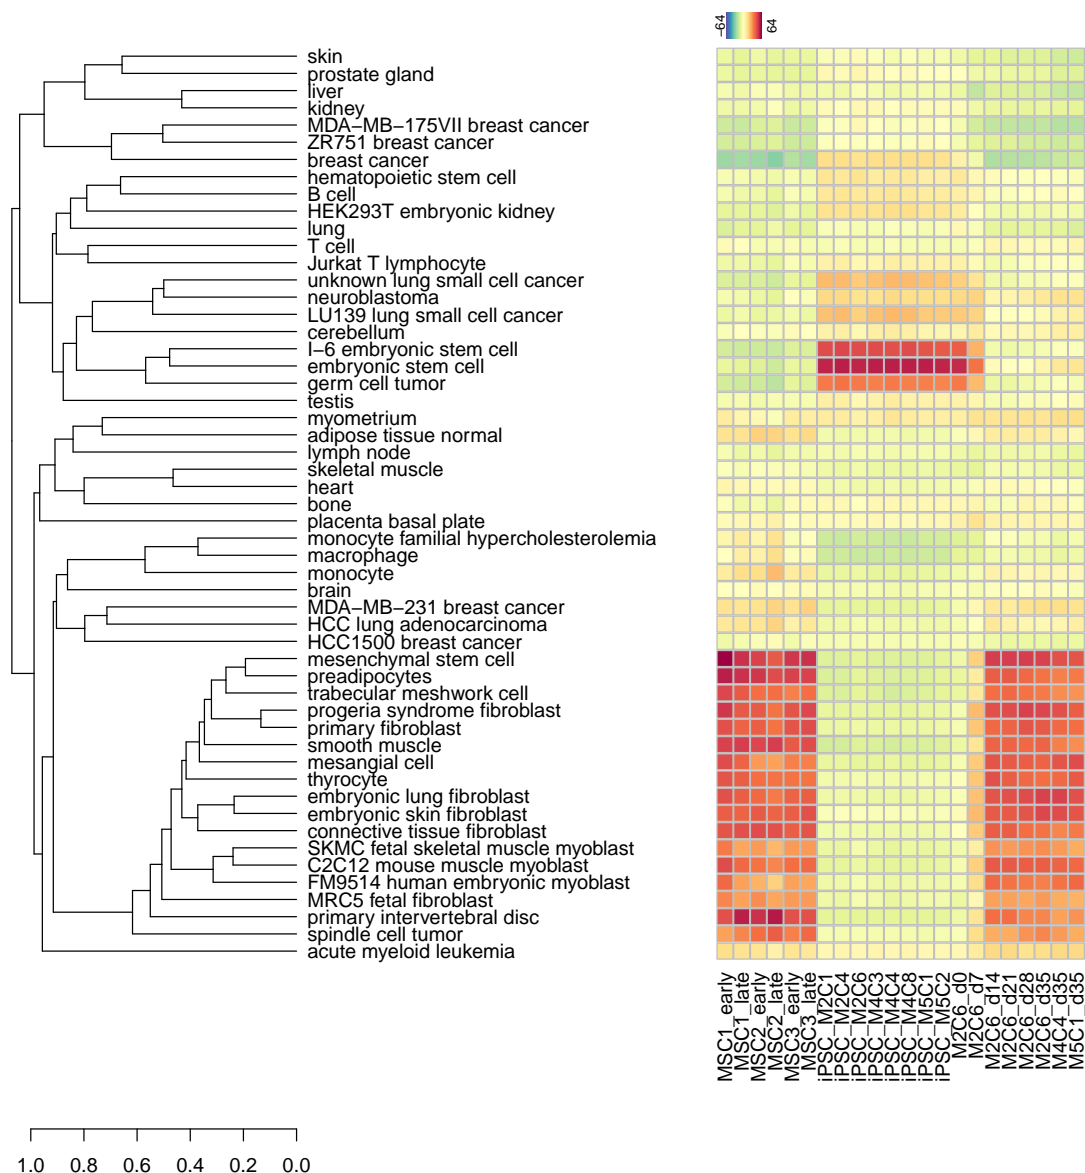 −64
64
skin
prostate gland
liver
kidney
MDA−MB−175VII breast cancer
ZR751 breast cancer
breast cancer
hematopoietic stem cell
B cell
HEK293T embryonic kidney
lung
T cell
Jurkat T lymphocyte
unknown lung small cell cancer
neuroblastoma
LU139 lung small cell cancer
cerebellum
I−6 embryonic stem cell
embryonic stem cell
germ cell tumor
testis
myometrium
adipose tissue normal
lymph node
skeletal muscle
heart
bone
placenta basal plate
monocyte familial hypercholesterolemia
macrophage
monocyte
brain
MDA−MB−231 breast cancer
HCC lung adenocarcinoma
HCC1500 breast cancer
mesenchymal stem cell
preadipocytes
trabecular meshwork cell
progeria syndrome fibroblast
primary fibroblast
smooth muscle
mesangial cell
thyrocyte
embryonic lung fibroblast
embryonic skin fibroblast
connective tissue fibroblast
SKMC fetal skeletal muscle myoblast
C2C12 mouse muscle myoblast
FM9514 human embryonic myoblast
MRC5 fetal fibroblast
primary intervertebral disc
spindle cell tumor
acute myeloid leukemia
MSC1_early
MSC1_late
MSC2_early
MSC2_late
MSC3_early
MSC3_late
iPSC_M2C1
iPSC_M2C4
iPSC_M2C6
iPSC_M4C3
iPSC_M4C4
iPSC_M4C8
iPSC_M5C1
iPSC_M5C2
M2C6_d0
M2C6_d7
M2C6_d14
M2C6_d21
M2C6_d28
M2C6_d35
M4C4_d35
M5C1_d35
1.0 0.8 0.6 0.4 0.2 0.0